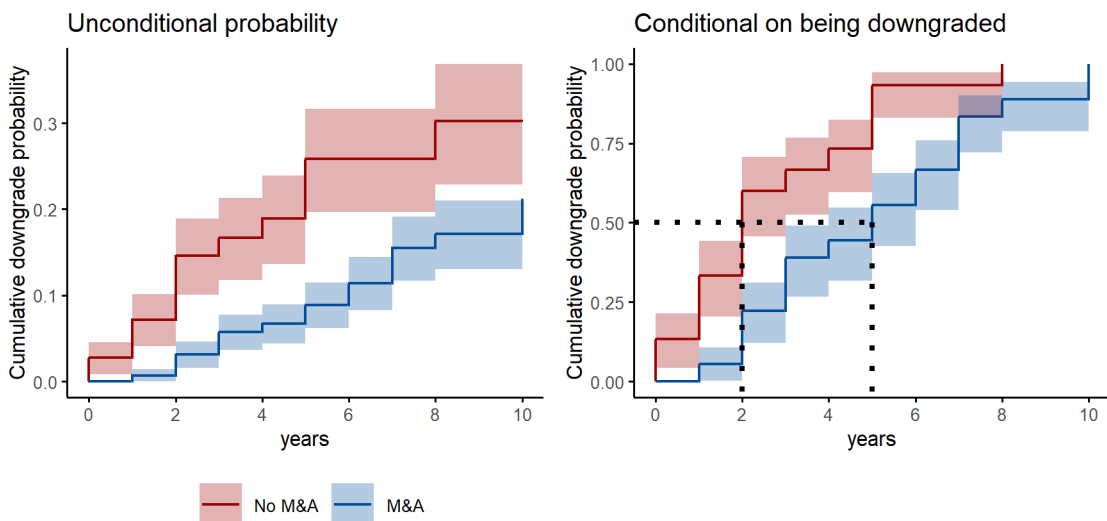 Unconditional probability
Cumulative downgrade probability
0.3
0.2
0.1
0.0
0
2
4
6
8
10
years
Conditional on being downgraded
Cumulative downgrade probability
1.00
0.75
0.50
0.25
0.00
0
2
4
6
8
10
years
No M&A
M&A